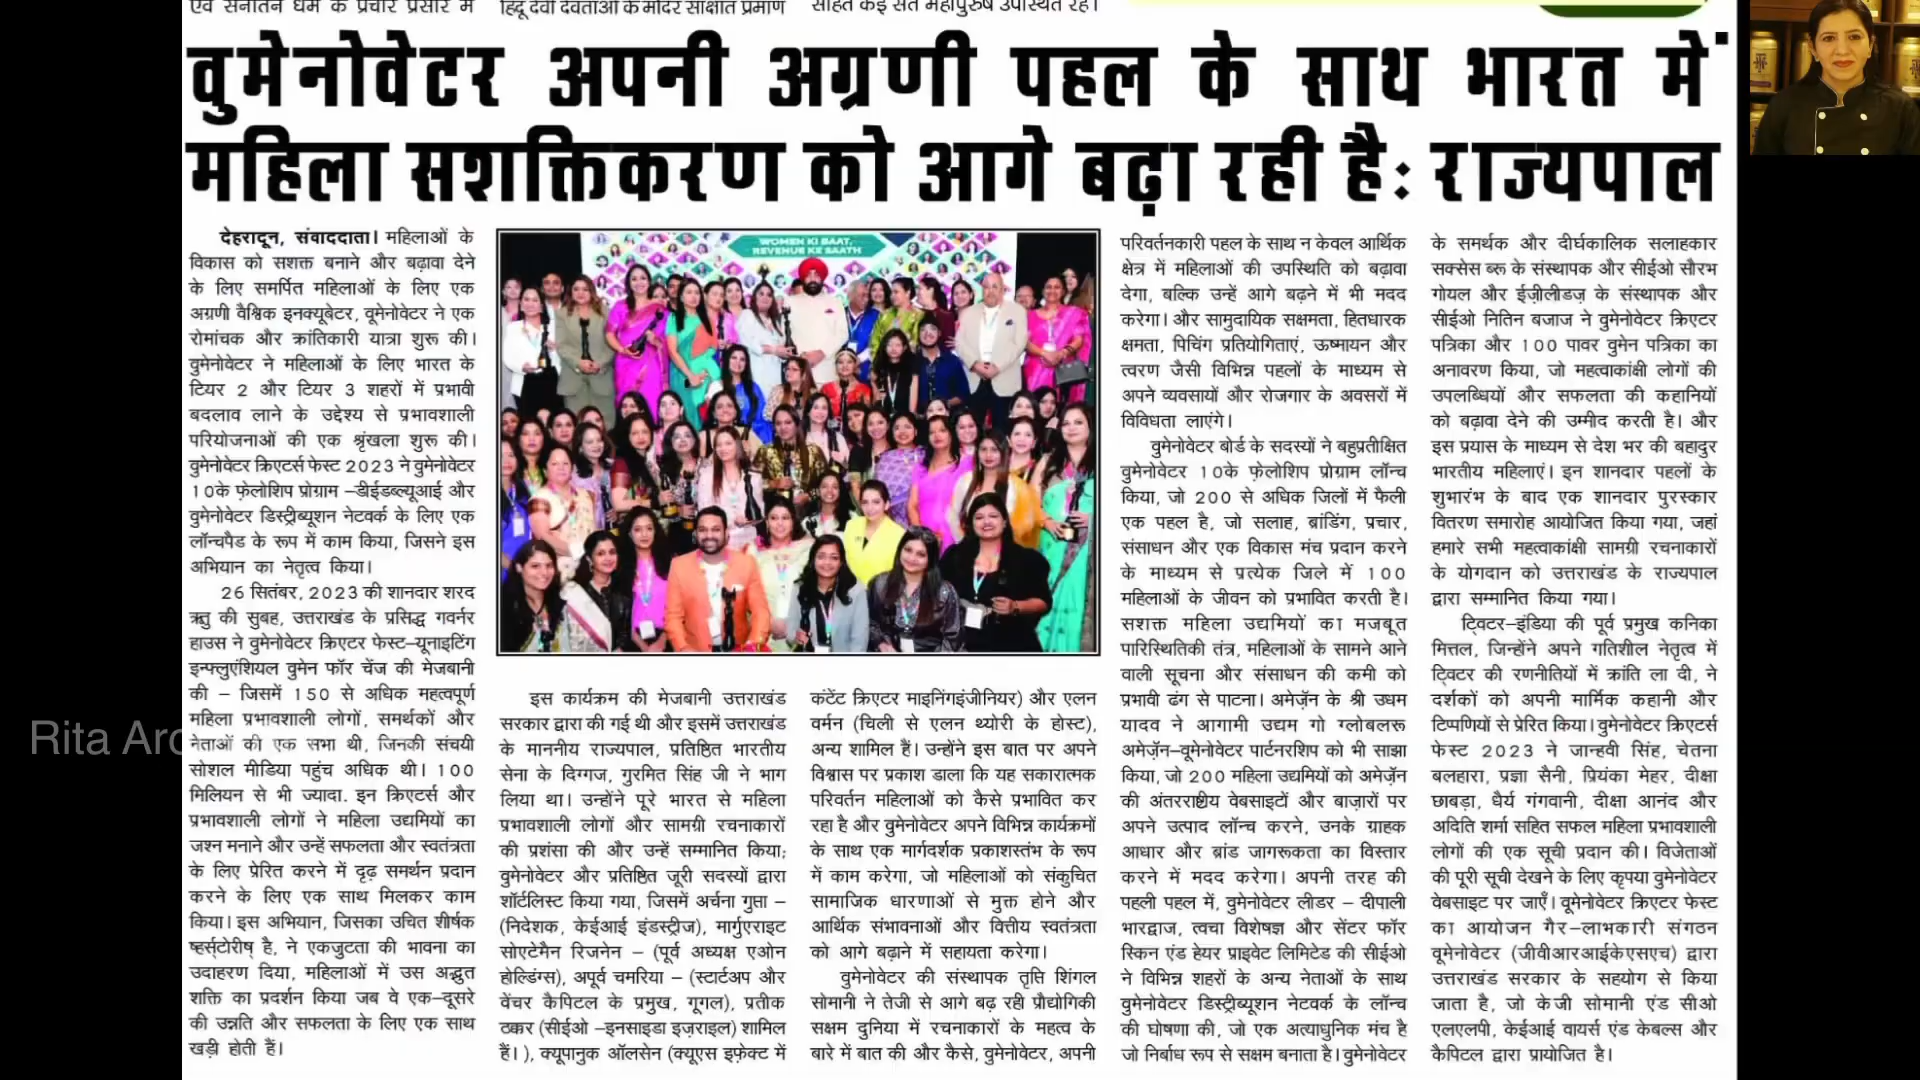 एवं सनातन धर्म के प्रचार प्रसार में
हिंदू देवी देवताओं के मंदिर साक्षात प्रमाण
सहित कई संत महापुरुष उपस्थित रहे।
वुमेनोवेटर अपनी अग्रणी पहल के साथ भारत में
महिला सशक्तिकरण को आगे बढ़ा रही है: राज्यपाल
देहरादून, संवाददाता। महिलाओं के
विकास को सशक्त बनाने और बढ़ावा देने
के लिए समर्पित महिलाओं के लिए एक
अग्रणी वैश्विक इनक्यूबेटर, वूमेनोवेटर ने एक
रोमांचक और क्रांतिकारी यात्रा शुरू की।
वुमेनोवेटर ने महिलाओं के लिए भारत के
टियर 2 और टियर 3 शहरों में प्रभावी
बदलाव लाने के उद्देश्य से प्रभावशाली
परियोजनाओं की एक श्रृंखला शुरू की।
वुमेनोवेटर क्रिएटर्स फेस्ट 2023 ने वुमेनोवेटर
10के फ़ेलोशिप प्रोग्राम –डीईडब्ल्यूआई और
वुमेनोवेटर डिस्ट्रीब्यूशन नेटवर्क के लिए एक
लॉन्चपैड के रूप में काम किया, जिसने इस
अभियान का नेतृत्व किया।
26 सितंबर, 2023 की शानदार शरद
ऋतु की सुबह, उत्तराखंड के प्रसिद्ध गवर्नर
हाउस ने वुमेनोवेटर क्रिएटर फेस्ट–यूनाइटिंग
इन्फ्लुएंशियल वुमेन फॉर चेंज की मेजबानी
की – जिसमें 150 से अधिक महत्वपूर्ण
महिला प्रभावशाली लोगों, समर्थकों और
नेताओं की एक सभा थी, जिनकी संचयी
सोशल मीडिया पहुंच अधिक थी। 100
मिलियन से भी ज्यादा. इन क्रिएटर्स और
प्रभावशाली लोगों ने महिला उद्यमियों का
जश्न मनाने और उन्हें सफलता और स्वतंत्रता
के लिए प्रेरित करने में दृढ़ समर्थन प्रदान
करने के लिए एक साथ मिलकर काम
किया। इस अभियान, जिसका उचित शीर्षक
ष्हर्स्टोरीष् है, ने एकजुटता की भावना का
उदाहरण दिया, महिलाओं में उस अद्भुत
शक्ति का प्रदर्शन किया जब वे एक–दूसरे
की उन्नति और सफलता के लिए एक साथ
खड़ी होती हैं।
WOMEN KI BAAT,
REVENUE KE SAATH
इस कार्यक्रम की मेजबानी उत्तराखंड
सरकार द्वारा की गई थी और इसमें उत्तराखंड
के माननीय राज्यपाल, प्रतिष्ठित भारतीय
सेना के दिग्गज, गुरमित सिंह जी ने भाग
लिया था। उन्होंने पूरे भारत से महिला
प्रभावशाली लोगों और सामग्री रचनाकारों
की प्रशंसा की और उन्हें सम्मानित किया;
वुमेनोवेटर और प्रतिष्ठित जूरी सदस्यों द्वारा
शॉर्टलिस्ट किया गया, जिसमें अर्चना गुप्ता –
(निदेशक, केईआई इंडस्ट्रीज), मार्गुएराइट
सोएटेमैन रिजनेन – (पूर्व अध्यक्ष एओन
होल्डिंग्स), अपूर्व चमरिया – (स्टार्टअप और
वेंचर कैपिटल के प्रमुख, गूगल), प्रतीक
ठक्कर (सीईओ –इनसाइडा इज़राइल) शामिल
हैं। ), क्यूपानुक ऑलसेन (क्यूएस इफ़ेक्ट में
कंटेंट क्रिएटर माइनिंगइंजीनियर) और एलन
वर्मन (चिली से एलन थ्योरी के होस्ट),
अन्य शामिल हैं। उन्होंने इस बात पर अपने
विश्वास पर प्रकाश डाला कि यह सकारात्मक
परिवर्तन महिलाओं को कैसे प्रभावित कर
रहा है और वुमेनोवेटर अपने विभिन्न कार्यक्रमों
के साथ एक मार्गदर्शक प्रकाशस्तंभ के रूप
में काम करेगा, जो महिलाओं को संकुचित
सामाजिक धारणाओं से मुक्त होने और
आर्थिक संभावनाओं और वित्तीय स्वतंत्रता
को आगे बढ़ाने में सहायता करेगा।
वुमेनोवेटर की संस्थापक तृप्ति शिंगल
सोमानी ने तेजी से आगे बढ़ रही प्रौद्योगिकी
सक्षम दुनिया में रचनाकारों के महत्व के
बारे में बात की और कैसे, वुमेनोवेटर, अपनी
परिवर्तनकारी पहल के साथ न केवल आर्थिक
क्षेत्र में महिलाओं की उपस्थिति को बढ़ावा
देगा, बल्कि उन्हें आगे बढ़ने में भी मदद
करेगा। और सामुदायिक सक्षमता, हितधारक
क्षमता, पिचिंग प्रतियोगिताएं, ऊष्मायन और
त्वरण जैसी विभिन्न पहलों के माध्यम से
अपने व्यवसायों और रोजगार के अवसरों में
विविधता लाएंगे।
वुमेनोवेटर बोर्ड के सदस्यों ने बहुप्रतीक्षित
वुमेनोवेटर 10के फ़ेलोशिप प्रोग्राम लॉन्च
किया, जो 200 से अधिक जिलों में फैली
एक पहल है, जो सलाह, ब्रांडिंग, प्रचार,
संसाधन और एक विकास मंच प्रदान करने
के माध्यम से प्रत्येक जिले में 100
महिलाओं के जीवन को प्रभावित करती है।
सशक्त महिला उद्यमियों का मजबूत
पारिस्थितिकी तंत्र, महिलाओं के सामने आने
वाली सूचना और संसाधन की कमी को
प्रभावी ढंग से पाटना। अमेज़ॅन के श्री उधम
यादव ने आगामी उद्यम गो ग्लोबलरू
अमेज़ॅन–वूमेनोवेटर पार्टनरशिप को भी साझा
किया, जो 200 महिला उद्यमियों को अमेज़ॅन
की अंतरराष्टीय वेबसाइटों और बाज़ारों पर
अपने उत्पाद लॉन्च करने, उनके ग्राहक
आधार और ब्रांड जागरूकता का विस्तार
करने में मदद करेगा। अपनी तरह की
पहली पहल में, वुमेनोवेटर लीडर – दीपाली
भारद्वाज, त्वचा विशेषज्ञ और सेंटर फॉर
स्किन एंड हेयर प्राइवेट लिमिटेड की सीईओ
ने विभिन्न शहरों के अन्य नेताओं के साथ
वुमेनोवेटर डिस्ट्रीब्यूशन नेटवर्क के लॉन्च
की घोषणा की, जो एक अत्याधुनिक मंच है
जो निर्बाध रूप से सक्षम बनाता है। वुमेनोवेटर
के समर्थक और दीर्घकालिक सलाहकार
सक्सेस ब्रू के संस्थापक और सीईओ सौरभ
गोयल और ईज़ीलीडज़ के संस्थापक और
सीईओ नितिन बजाज ने वुमेनोवेटर क्रिएटर
पत्रिका और 100 पावर वुमेन पत्रिका का
अनावरण किया, जो महत्वाकांक्षी लोगों की
उपलब्धियों और सफलता की कहानियों
को बढ़ावा देने की उम्मीद करती है। और
इस प्रयास के माध्यम से देश भर की बहादुर
भारतीय महिलाएं। इन शानदार पहलों के
शुभारंभ के बाद एक शानदार पुरस्कार
वितरण समारोह आयोजित किया गया, जहां
हमारे सभी महत्वाकांक्षी सामग्री रचनाकारों
के योगदान को उत्तराखंड के राज्यपाल
द्वारा सम्मानित किया गया।
ट्विटर–इंडिया की पूर्व प्रमुख कनिका
मित्तल, जिन्होंने अपने गतिशील नेतृत्व में
ट्विटर की रणनीतियों में क्रांति ला दी, ने
दर्शकों को अपनी मार्मिक कहानी और
टिप्पणियों से प्रेरित किया। वुमेनोवेटर क्रिएटर्स
फेस्ट 2023 ने जान्हवी सिंह, चेतना
बलहारा, प्रज्ञा सैनी, प्रियंका मेहर, दीक्षा
छाबड़ा, धैर्य गंगवानी, दीक्षा आनंद और
अदिति शर्मा सहित सफल महिला प्रभावशाली
लोगों की एक सूची प्रदान की। विजेताओं
की पूरी सूची देखने के लिए कृपया वुमेनोवेटर
वेबसाइट पर जाएँ। वूमेनोवेटर क्रिएटर फेस्ट
का आयोजन गैर–लाभकारी संगठन
वूमेनोवेटर (जीवीआरआईकेएसएच) द्वारा
उत्तराखंड सरकार के सहयोग से किया
जाता है, जो केजी सोमानी एंड सीओ
एलएलपी, केईआई वायर्स एंड केबल्स और
कैपिटल द्वारा प्रायोजित है।
Rita Aro